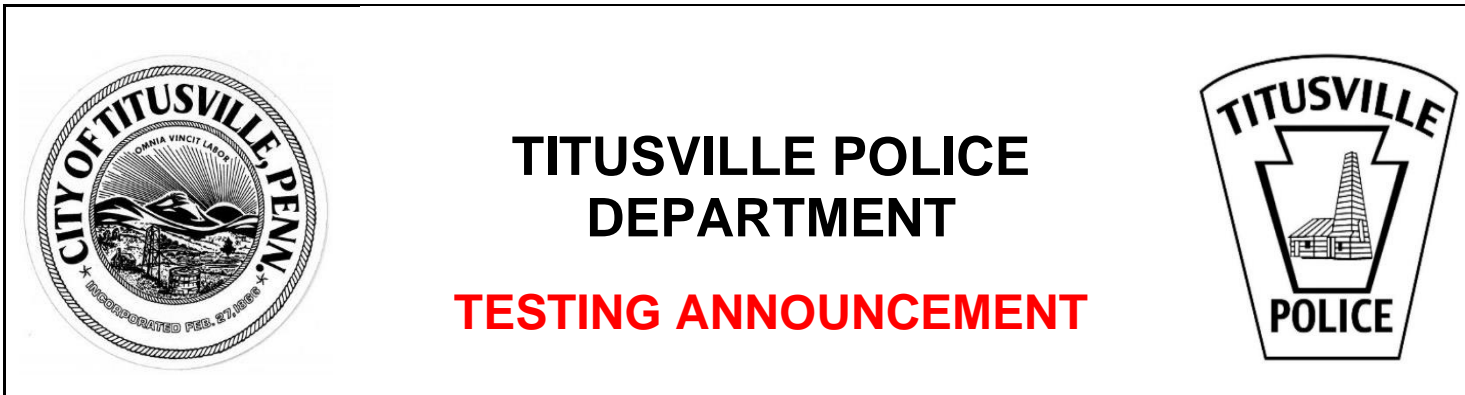 CITY OF TITUSVILLE, PENN.
OMNIA VINCIT LABOR
INCORPORATED FEB. 27, 1866
TITUSVILLE POLICE
DEPARTMENT
TESTING ANNOUNCEMENT
TITUSVILLE
POLICE